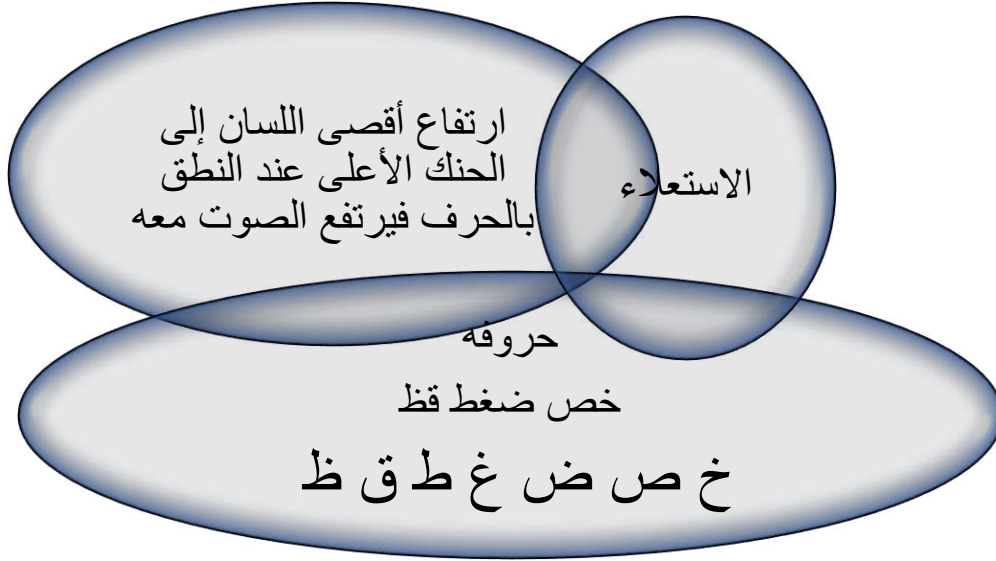 الاستعلاء
ارتفاع أقصى اللسان إلى
الحنك الأعلى عند النطق
بالحرف فيرتفع الصوت معه
حروفه
خص ضغط قظ
خ ص ض غ ط ق ظ